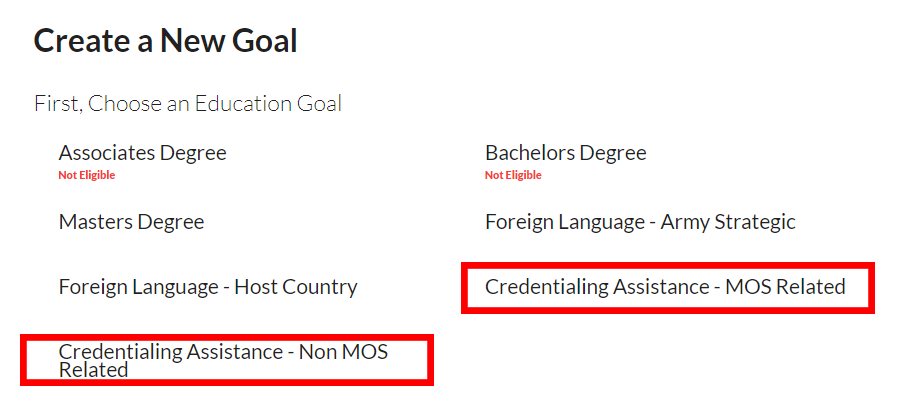 Create a New Goal
First, Choose an Education Goal
Associates Degree
Not Eligible
Bachelors Degree
Not Eligible
Masters Degree
Foreign Language - Army Strategic
Foreign Language - Host Country
Credentialing Assistance - MOS Related
Credentialing Assistance - Non MOS
Related